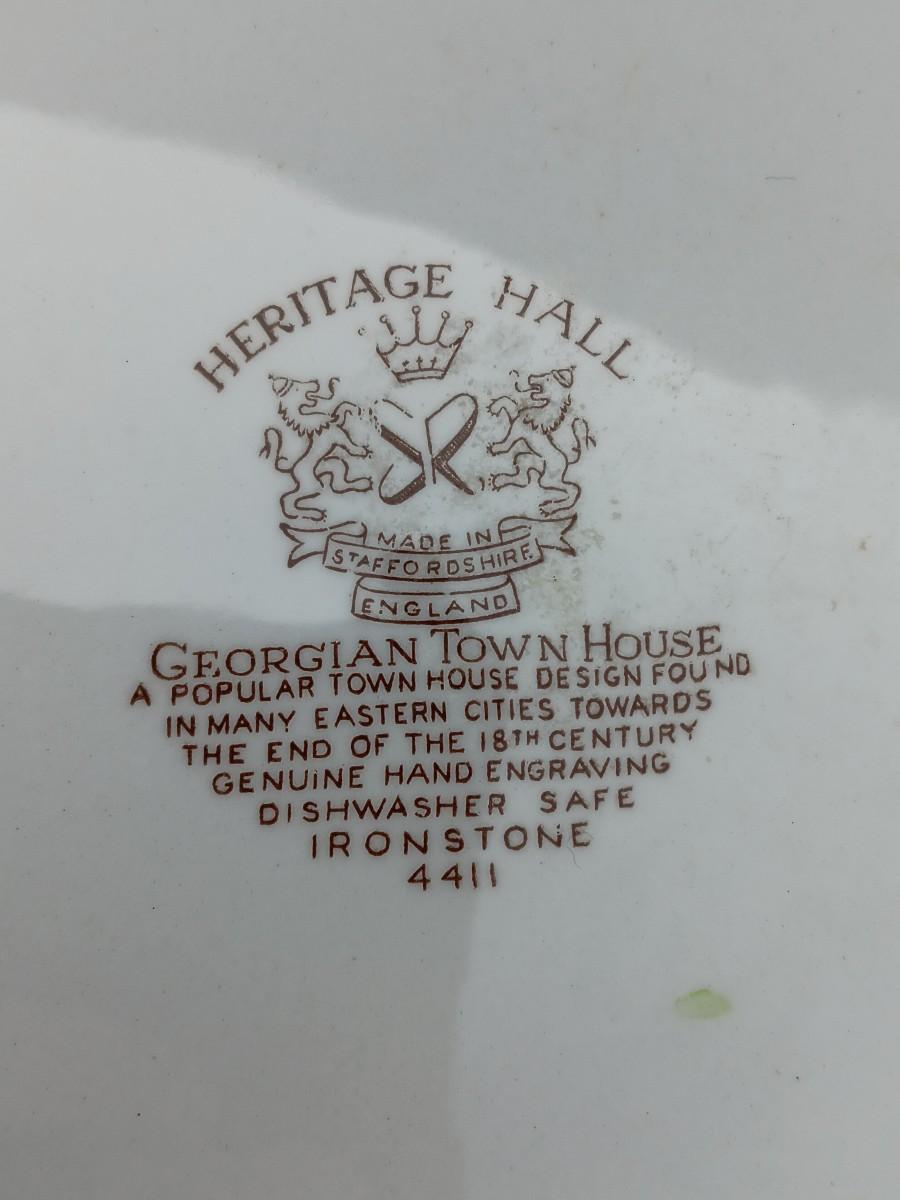 HERITAGE HALL
MADE IN
STAFFORDSHIRE
ENGLAND
GEORGIAN TOWN HOUSE
A POPULAR TOWN HOUSE DESIGN FOUND
IN MANY EASTERN CITIES TOWARDS
THE END OF THE 18TH CENTURY
GENUINE HAND ENGRAVING
DISHWASHER SAFE
IRONSTONE
4411